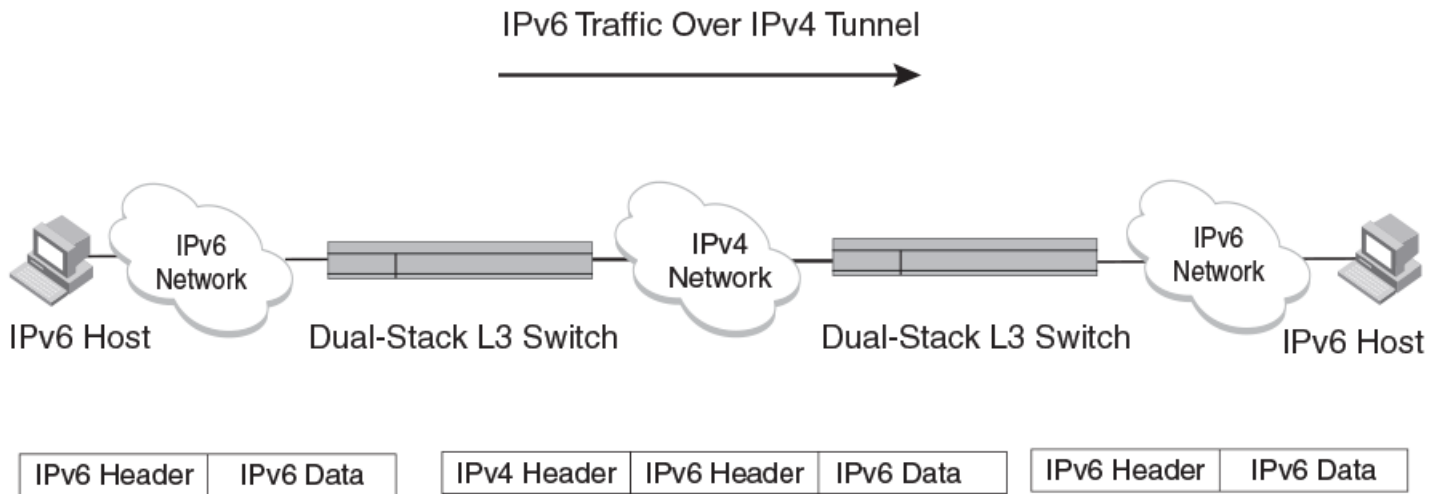 IPv6 Traffic Over IPv4 Tunnel
IPv6
Network
IPv4
Network
IPv6
Network
IPv6 Host
Dual-Stack L3 Switch
Dual-Stack L3 Switch
IPv6 Host
IPv6 Header IPv6 Data
IPv4 Header IPv6 Header IPv6 Data
IPv6 Header IPv6 Data